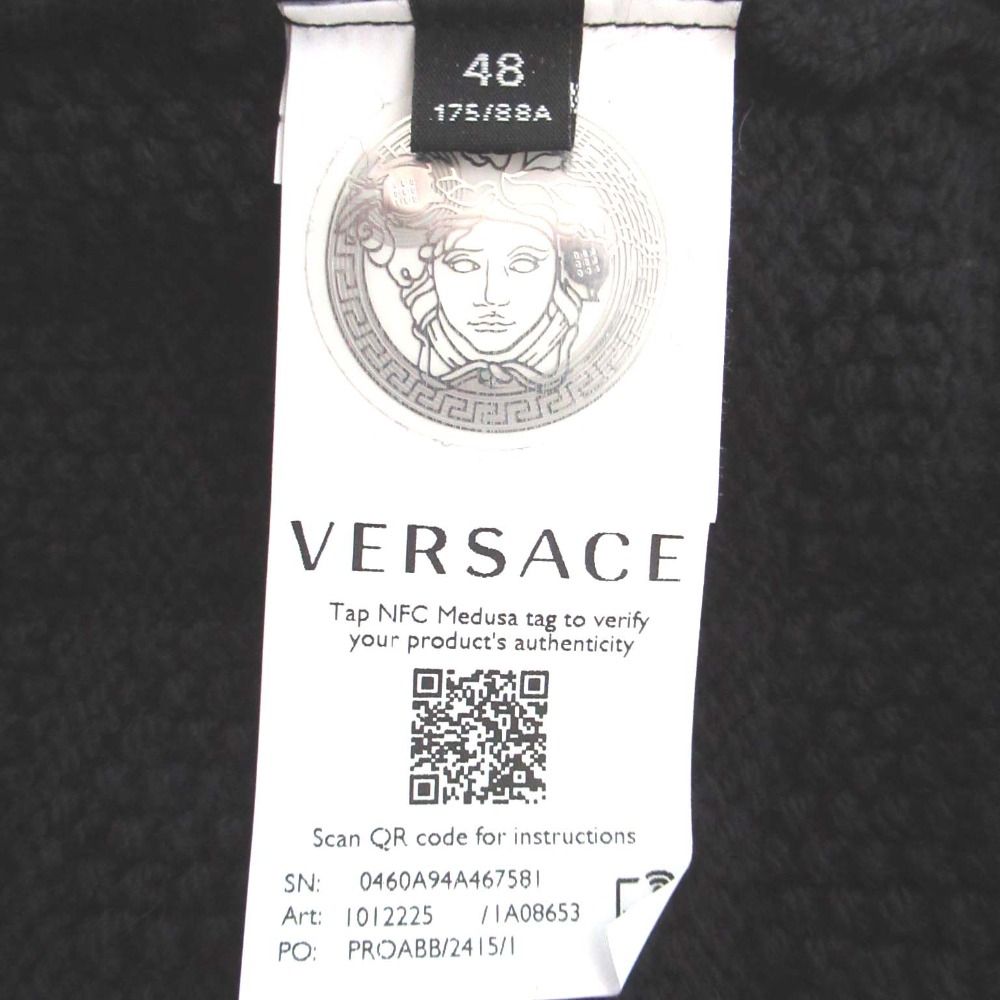 48
175/88A
VERSACE
Tap NFC Medusa tag to verify
your product's authenticity
Scan QR code for instructions
SN: 0460A94A467581
Art: 1012225 /1A08653
PO: PROABB/2415/1